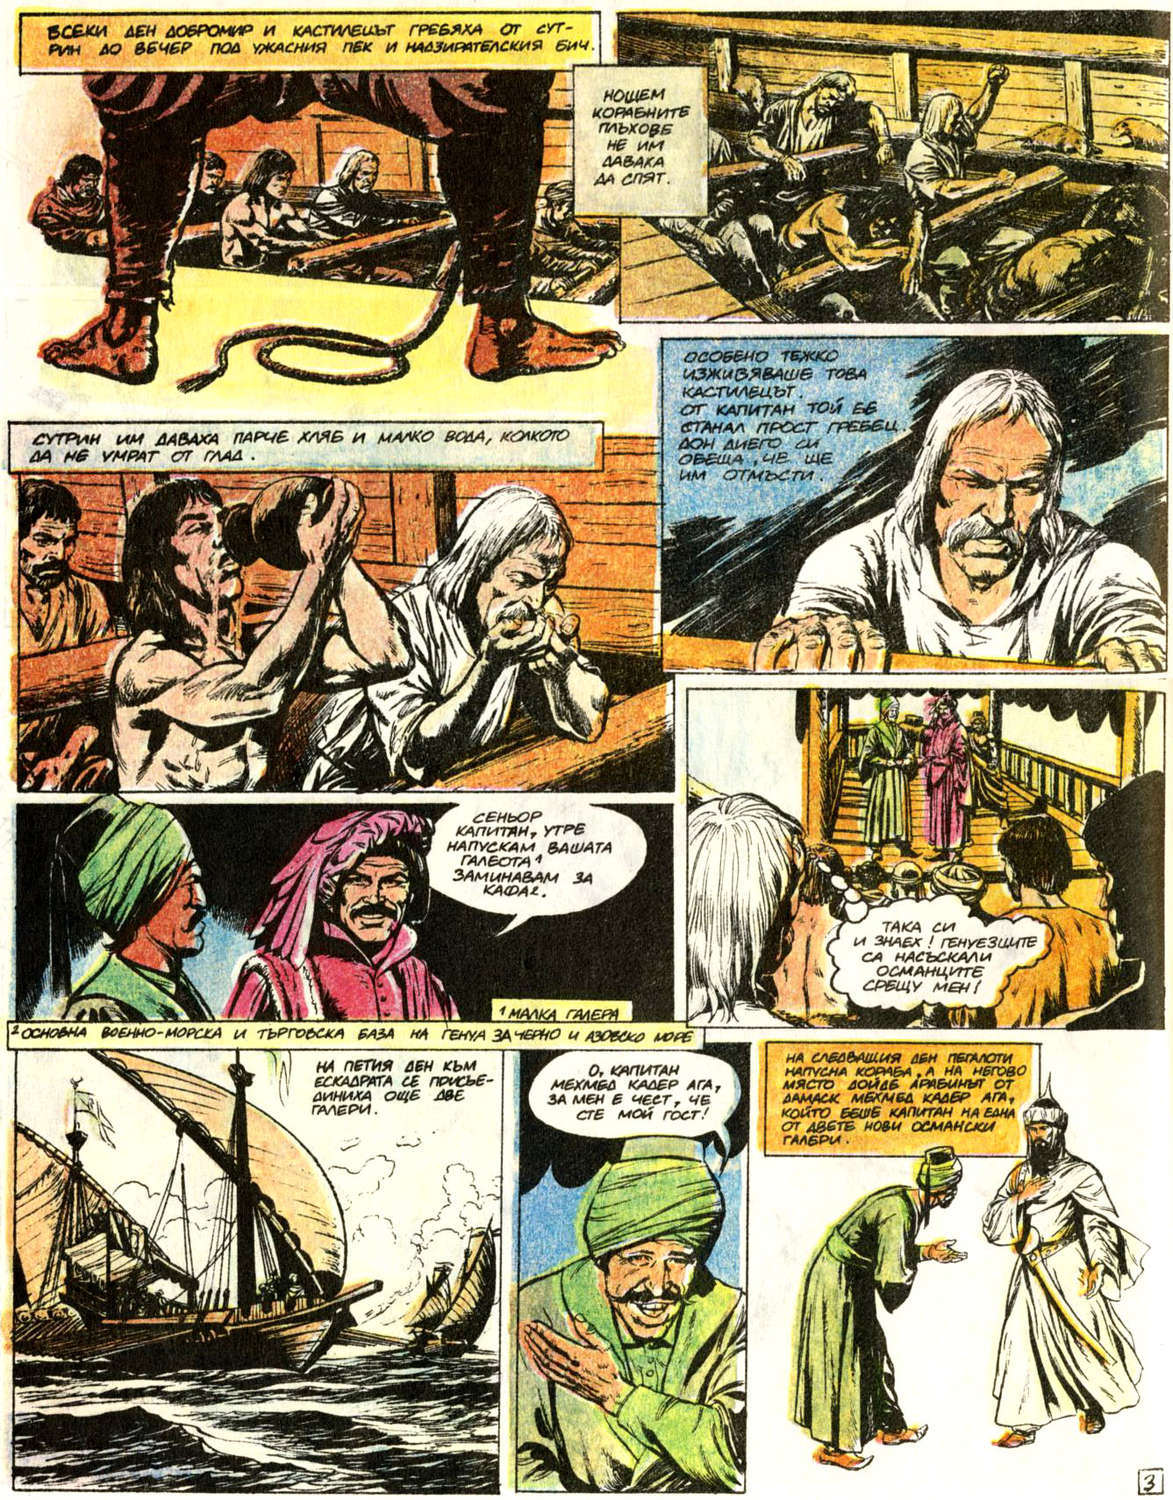 ВСЕКИ ДЕН ДОБРОМИР И КАСТИЛЕЦЪТ ГРЕБЯХА ОТ СУТ-
РИН ДО ВЕЧЕР ПОД УЖАСНИЯ ПЕК И НАДЗИРАТЕЛСКИЯ БИЧ.
НОЩЕМ
КОРАБНИТЕ
ПЛЪХОВЕ
НЕ ИМ
ДАВАХА
ДА СПЯТ.
СУТРИН ИМ ДАВАХА ПАРЧЕ ХЛЯБ И МАЛКО ВОДА, КОЛКОТО
ДА НЕ УМРАТ ОТ ГЛАД.
ОСОБЕНО ТЕЖКО
ИЗЖИВЯВАШЕ ТОВА
КАСТИЛЕЦЪТ.
ОТ КАПИТАН ТОЙ БЕ
СТАНАЛ ПРОСТ ГРЕБЕЦ.
ДОН ДИЕГО СИ
ОБЕЩА, ЧЕ ЩЕ
ИМ ОТМЪСТИ.
СЕНЬОР
КАПИТАН, УТРЕ
НАПУСКАМ ВАШАТА
ГАЛЕОТА¹
ЗАМИНАВАМ ЗА
КАФА².
¹ МАЛКА ГАЛЕРА
ТАКА СИ
И ЗНАЕХ! ГЕНУЕЗЦИТЕ
СА НАСЪСКАЛИ
ОСМАНЦИТЕ
СРЕЩУ МЕН!
² ОСНОВНА ВОЕННО-МОРСКА И ТЪРГОВСКА БАЗА НА ГЕНУА ЗА ЧЕРНО И АЗОВСКО МОРЕ
НА ПЕТИЯ ДЕН КЪМ
ЕСКАДРАТА СЕ ПРИСЪЕ-
ДИНИХА ОЩЕ ДВЕ
ГАЛЕРИ.
О, КАПИТАН
МЕХМЕД КАДЕР АГА,
ЗА МЕН Е ЧЕСТ, ЧЕ
СТЕ МОЙ ГОСТ!
НА СЛЕДВАЩИЯ ДЕН ПЕГАЛОТИ
НАПУСНА КОРАБА, А НА НЕГОВО
МЯСТО ДОЙДЕ АРАБИНЪТ ОТ
ДАМАСК МЕХМЕД КАДЕР АГА,
КОЙТО БЕШЕ КАПИТАН НА ЕДНА
ОТ ДВЕТЕ НОВИ ОСМАНСКИ
ГАЛЕРИ.
3